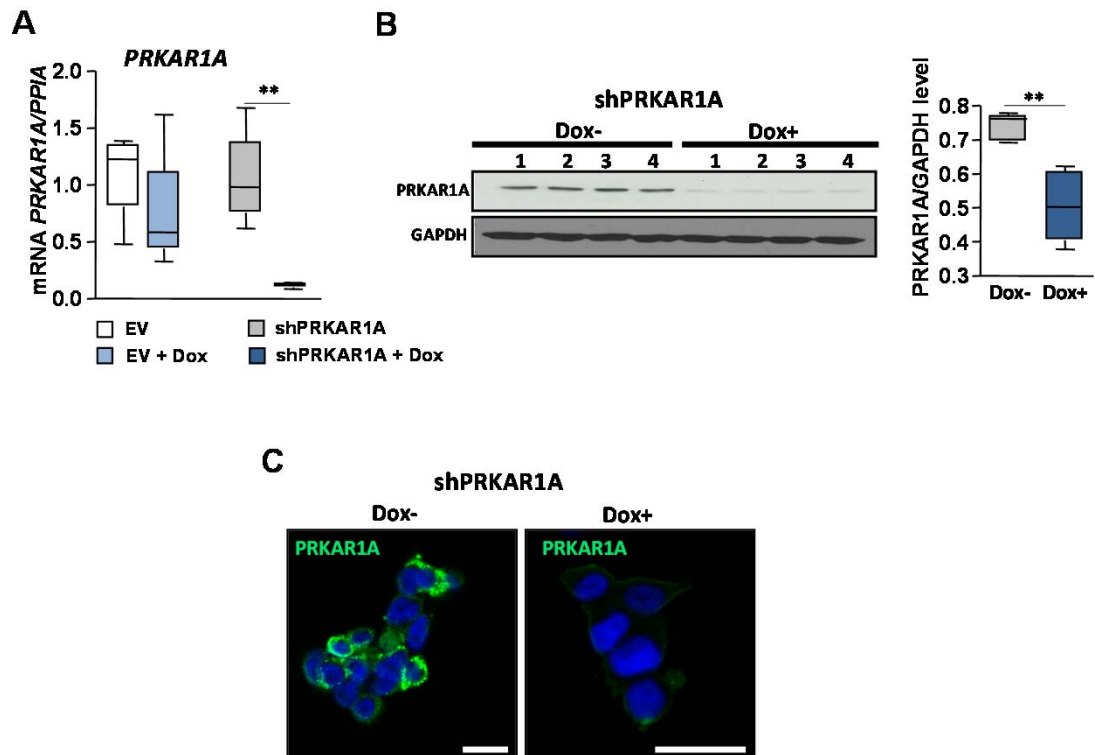 A
PRKAR1A
mRNA PRKAR1A/PPIA
2.0
1.5
1.0
0.5
0.0
**
EV
shPRKAR1A
EV + Dox
shPRKAR1A + Dox
B
shPRKAR1A
Dox-
Dox+
1 2 3 4 1 2 3 4
PRKAR1A
GAPDH
PRKAR1A/GAPDH level
0.8
0.7
0.6
0.5
0.4
0.3
**
Dox- Dox+
C
shPRKAR1A
Dox-
Dox+
PRKAR1A
PRKAR1A